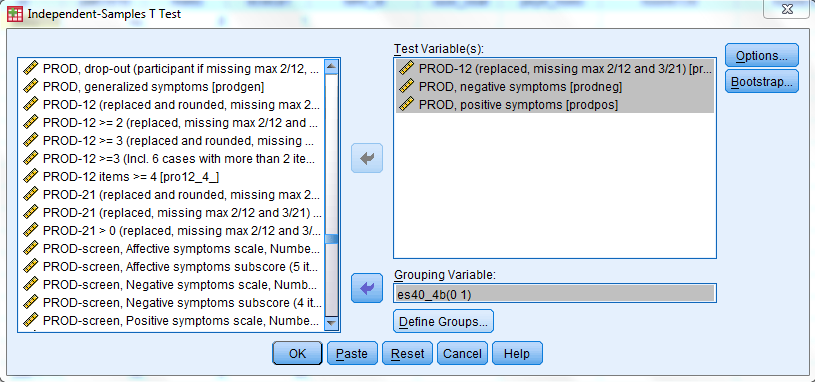 Independent-Samples T Test
PROD, drop-out (participant if missing max 2/12, ...
PROD, generalized symptoms [prodgen]
PROD-12 (replaced and rounded, missing max 2...
PROD-12 >= 2 (replaced, missing max 2/12 and ...
PROD-12 >= 3 (replaced and rounded, missing ...
PROD-12 >=3 (Incl. 6 cases with more than 2 ite...
PROD-12 items >= 4 [pro12_4_]
PROD-21 (replaced and rounded, missing max 2...
PROD-21 (replaced, missing max 2/12 and 3/21) ...
PROD-21 > 0 (replaced, missing max 2/12 and 3/...
PROD-screen, Affective symptoms scale, Numbe...
PROD-screen, Affective symptoms subscore (5 it...
PROD-screen, Negative symptoms scale, Numb...
PROD-screen, Negative symptoms subscore (4 it...
PROD-screen, Positive symptoms scale, Numbe...
Test Variable(s):
PROD-12 (replaced, missing max 2/12 and 3/21) [pr...
PROD, negative symptoms [prodneg]
PROD, positive symptoms [prodpos]
Grouping Variable:
es40_4b(0 1)
Define Groups...
Options...
Bootstrap...
OK
Paste
Reset
Cancel
Help